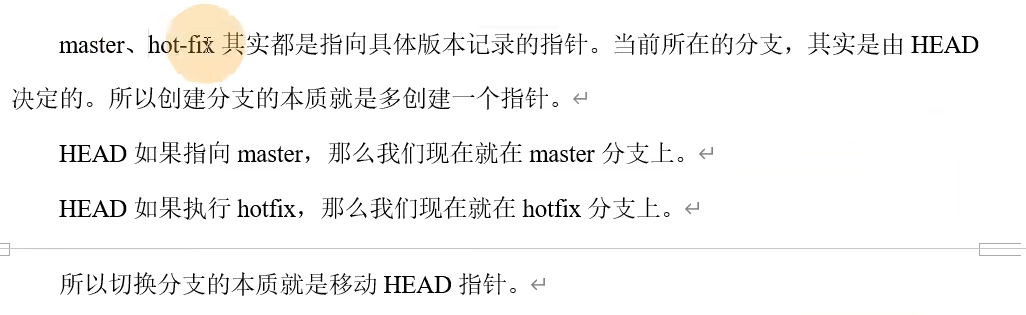 master、hot-fix 其实都是指向具体版本记录的指针。当前所在的分支，其实是由 HEAD
决定的。所以创建分支的本质就是多创建一个指针。↵
HEAD 如果指向 master，那么我们现在就在 master 分支上。↵
HEAD 如果执行 hotfix，那么我们现在就在 hotfix 分支上。↵
所以切换分支的本质就是移动 HEAD 指针。↵